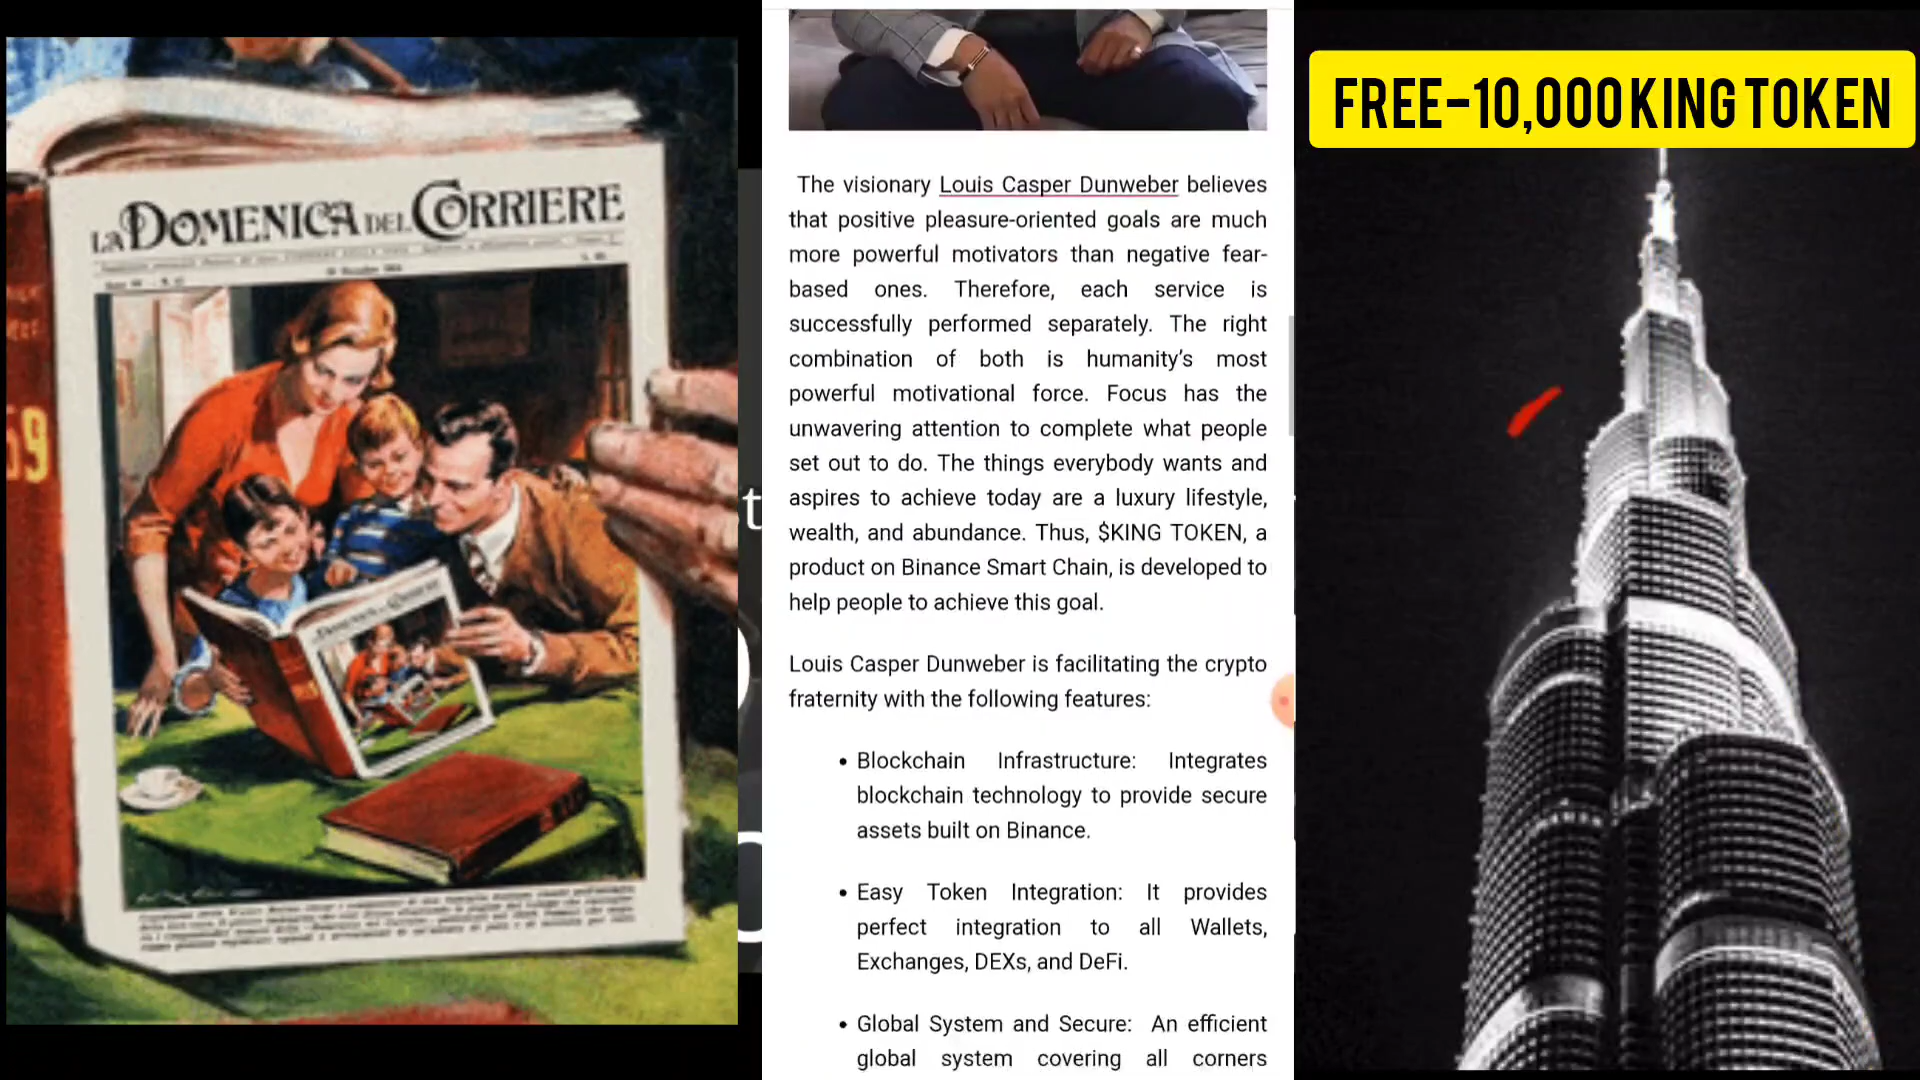 LA DOMENICA DEL CORRIERE
59
The visionary Louis Casper Dunweber believes
that positive pleasure-oriented goals are much
more powerful motivators than negative fear-
based ones. Therefore, each service is
successfully performed separately. The right
combination of both is humanity’s most
powerful motivational force. Focus has the
unwavering attention to complete what people
set out to do. The things everybody wants and
aspires to achieve today are a luxury lifestyle,
wealth, and abundance. Thus, $KING TOKEN, a
product on Binance Smart Chain, is developed to
help people to achieve this goal.
Louis Casper Dunweber is facilitating the crypto
fraternity with the following features:
• Blockchain Infrastructure: Integrates
blockchain technology to provide secure
assets built on Binance.
• Easy Token Integration: It provides
perfect integration to all Wallets,
Exchanges, DEXs, and DeFi.
• Global System and Secure: An efficient
global system covering all corners
FREE-10,000 KING TOKEN